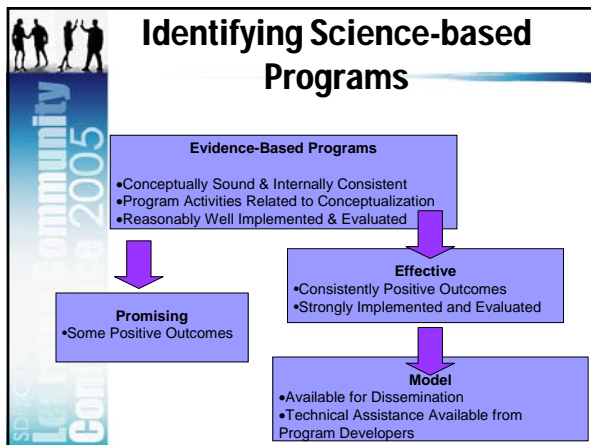 Identifying Science-based
Programs
Evidence-Based Programs
•Conceptually Sound & Internally Consistent
•Program Activities Related to Conceptualization
•Reasonably Well Implemented & Evaluated
Promising
•Some Positive Outcomes
Effective
•Consistently Positive Outcomes
•Strongly Implemented and Evaluated
Model
•Available for Dissemination
•Technical Assistance Available from
Program Developers
Community
2005